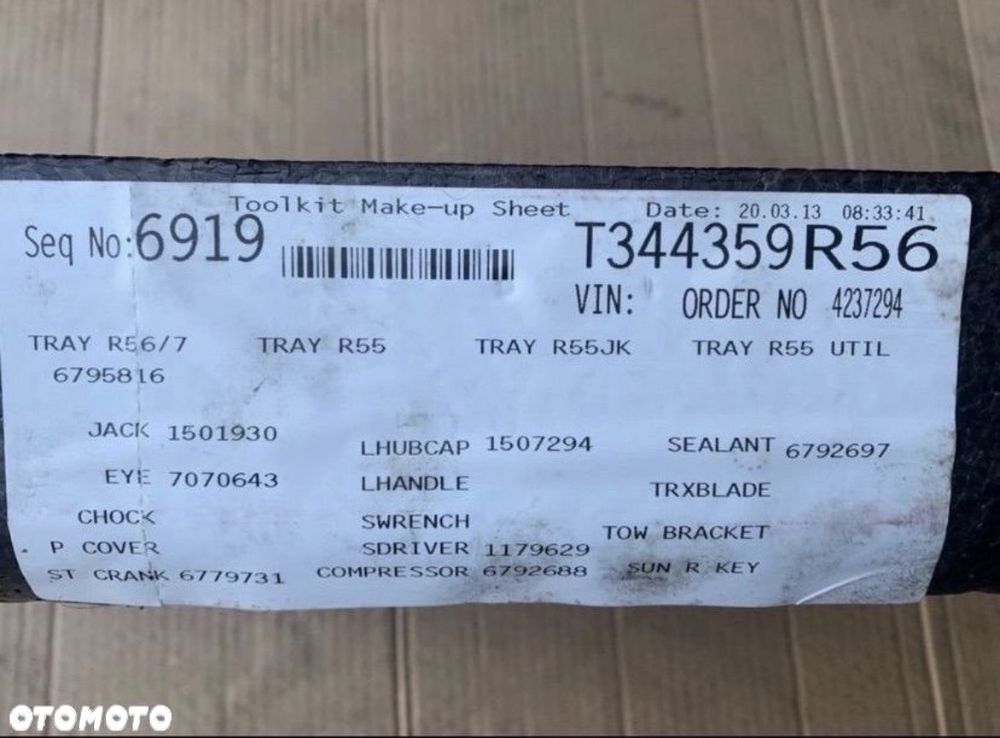 Toolkit Make-up Sheet Date: 20.03.13 08:33:41
Seq No:6919 T344359R56
VIN: ORDER NO 4237294
TRAY R56/7 TRAY R55 TRAY R55JK TRAY R55 UTIL
6795816
JACK 1501930 LHUBCAP 1507294 SEALANT 6792697
EYE 7070643 LHANDLE TRXBLADE
CHOCK SWRENCH TOW BRACKET
P COVER SDRIVER 1179629
ST CRANK 6779731 COMPRESSOR 6792688 SUN R KEY
OTOMOTO